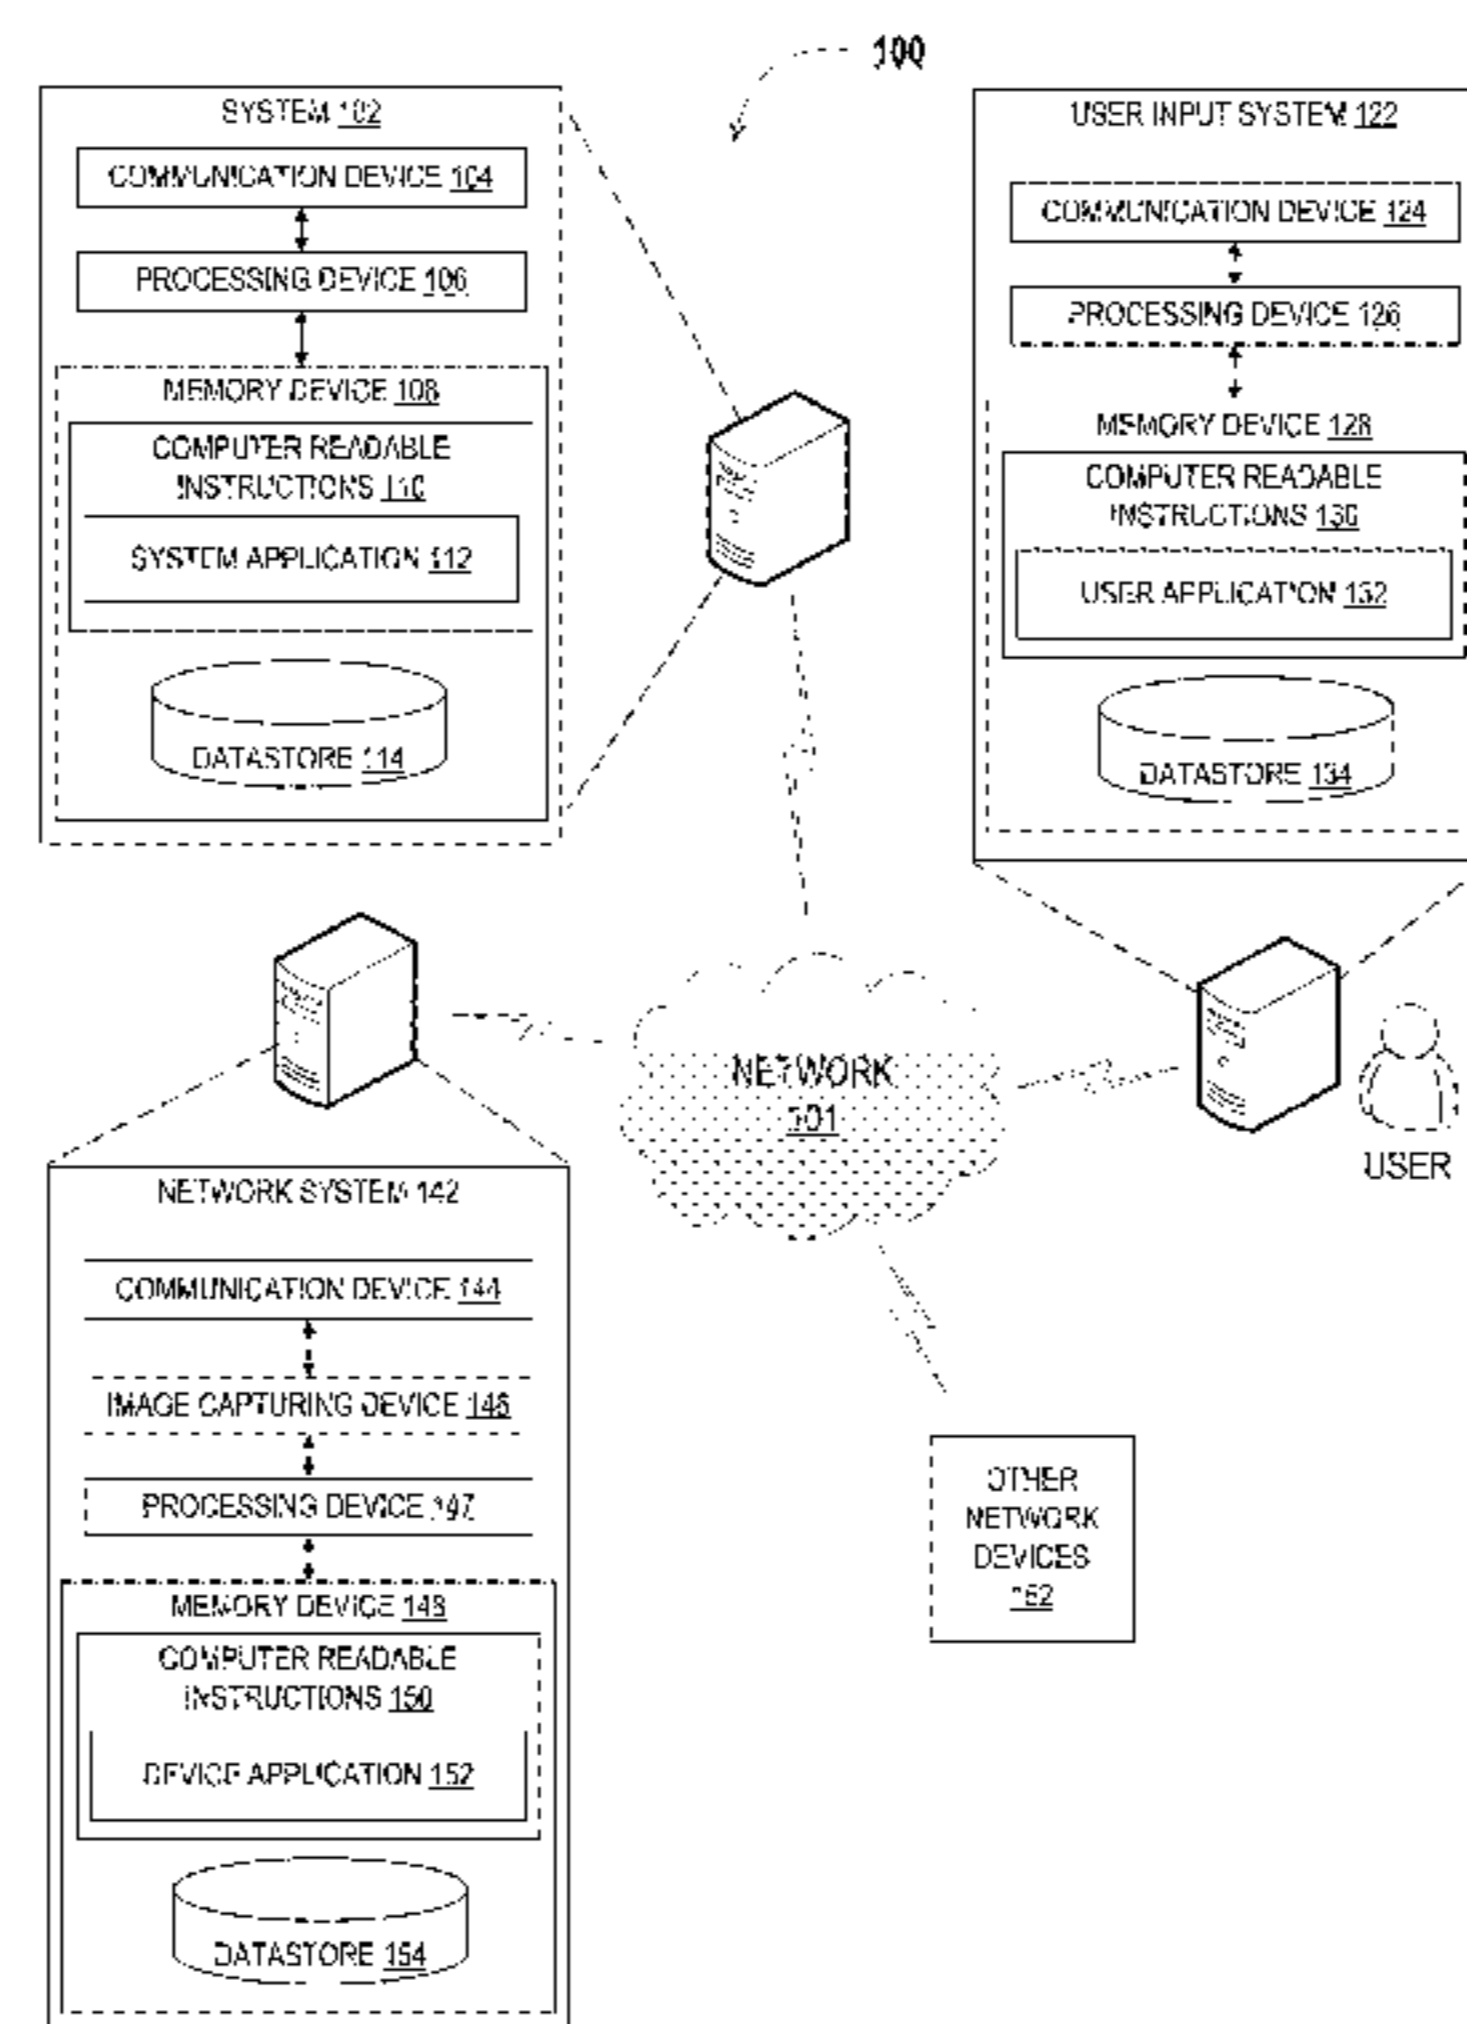 100
SYSTEM 102
COMMUNICATION DEVICE 104
PROCESSING DEVICE 106
MEMORY DEVICE 108
COMPUTER READABLE
INSTRUCTIONS 110
SYSTEM APPLICATION 112
DATASTORE 114
USER INPUT SYSTEM 122
COMMUNICATION DEVICE 124
PROCESSING DEVICE 126
MEMORY DEVICE 128
COMPUTER READABLE
INSTRUCTIONS 130
USER APPLICATION 132
DATASTORE 134
NETWORK
101
USER
NETWORK SYSTEM 142
COMMUNICATION DEVICE 144
IMAGE CAPTURING DEVICE 146
PROCESSING DEVICE 147
MEMORY DEVICE 148
COMPUTER READABLE
INSTRUCTIONS 150
DEVICE APPLICATION 152
DATASTORE 154
OTHER
NETWORK
DEVICES
162